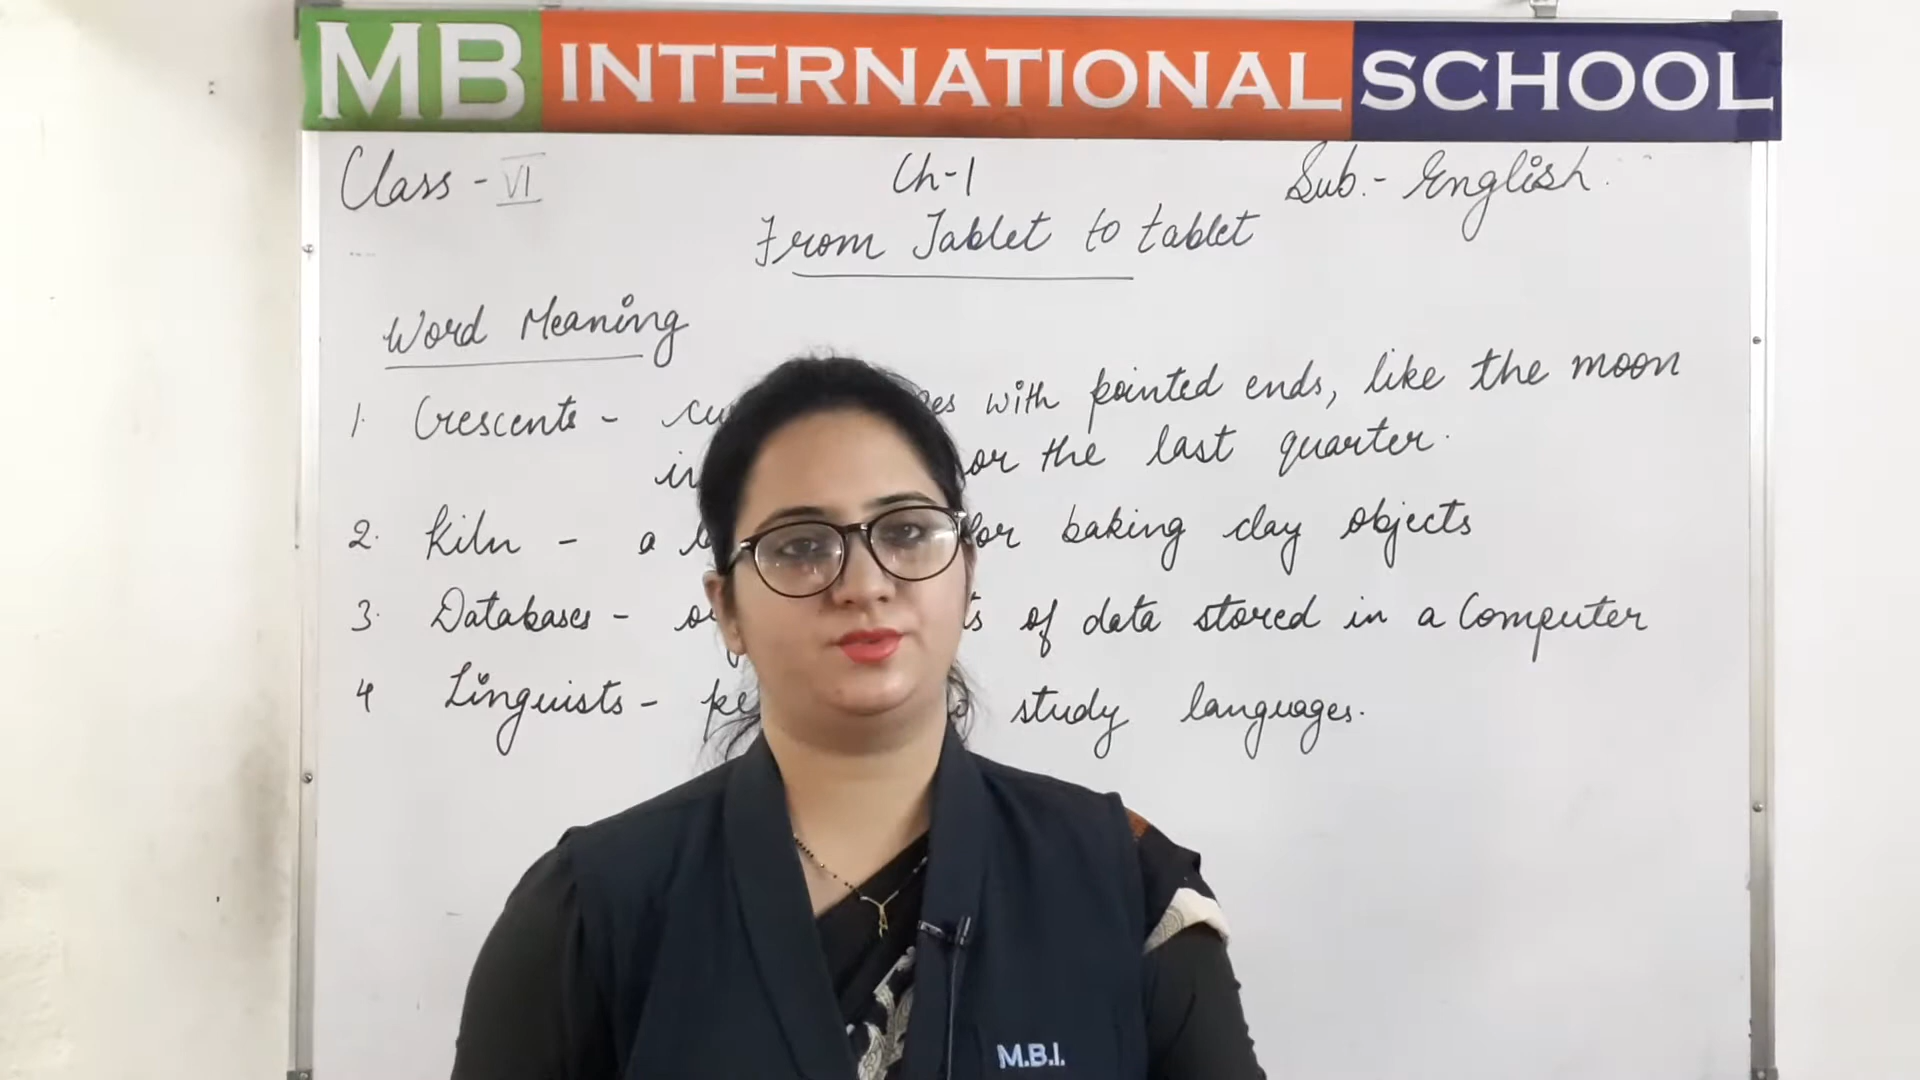 MB INTERNATIONAL SCHOOL
Class - VI Ch-1 Sub.- English.
From Tablet to tablet
Word Meaning
1. Crescents - with pointed ends, like the moon
or the last quarter.
2. Kiln - a for baking clay objects
3. Databases - of data stored in a Computer
4 Linguists - study languages.
M.B.I.